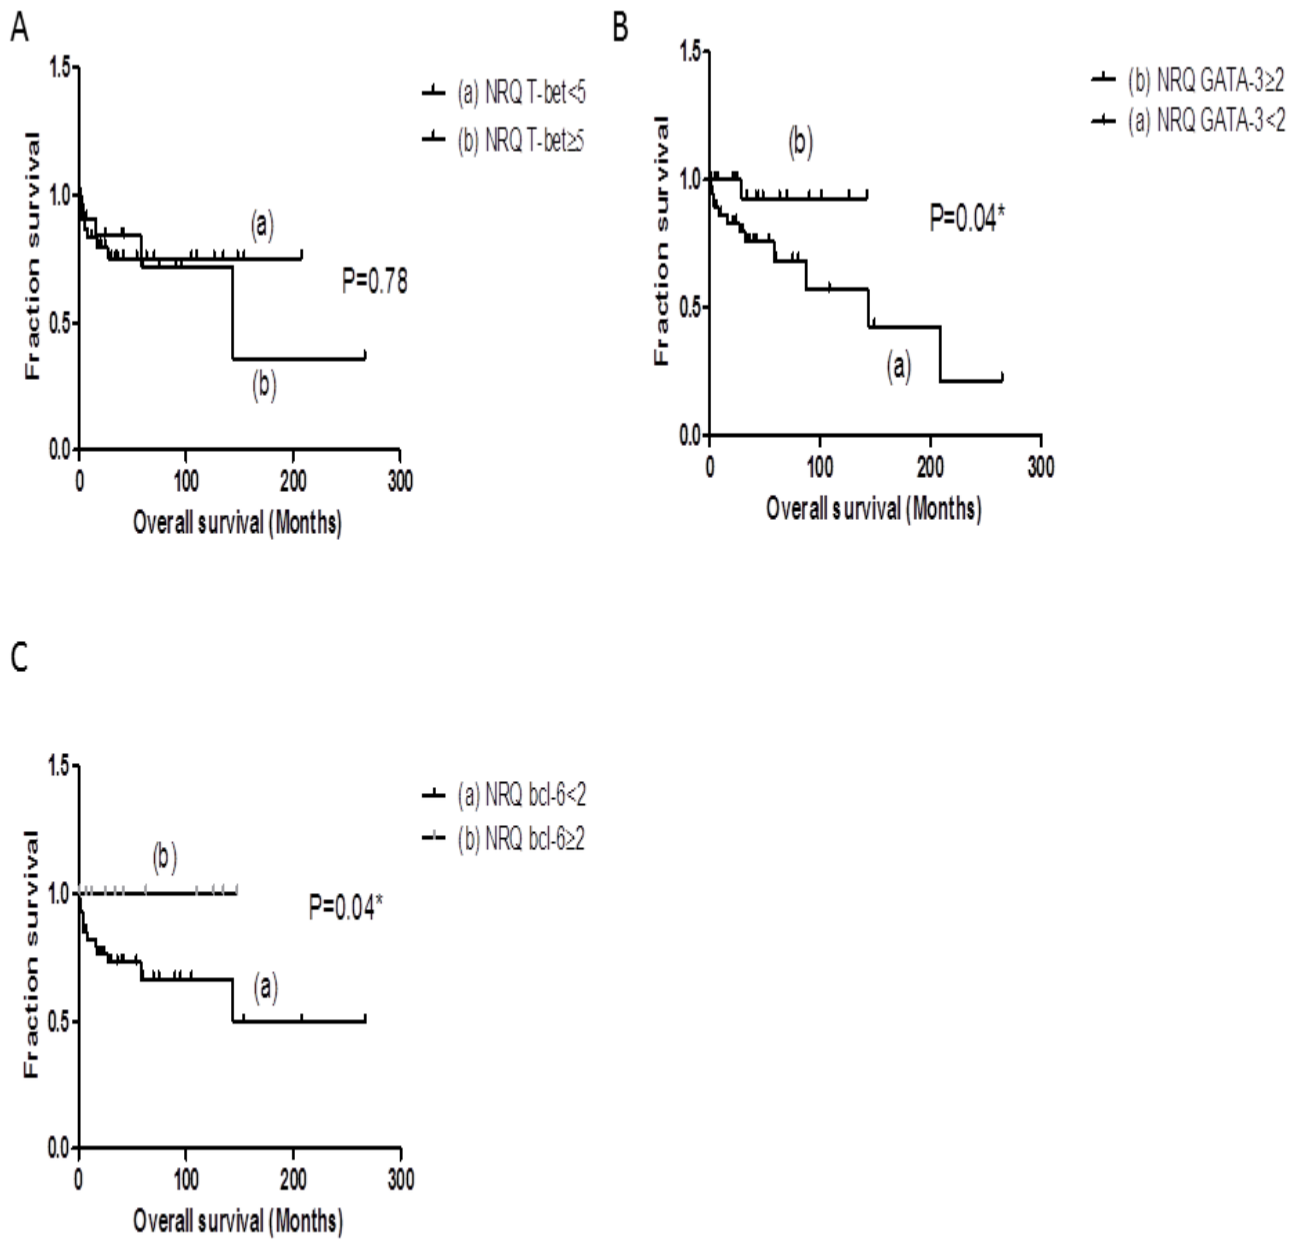 A
1.5
1.0
0.5
0.0
Fraction survival
0 100 200 300
Overall survival (Months)
(a)
(b)
P=0.78
(a) NRQ T-bet<5
(b) NRQ T-bet≥5
B
1.5
1.0
0.5
0.0
Fraction survival
0 100 200 300
Overall survival (Months)
(b)
(a)
P=0.04*
(b) NRQ GATA-3≥2
(a) NRQ GATA-3<2
C
1.5
1.0
0.5
0.0
Fraction survival
0 100 200 300
Overall survival (Months)
(b)
(a)
P=0.04*
(a) NRQ bcl-6<2
(b) NRQ bcl-6≥2